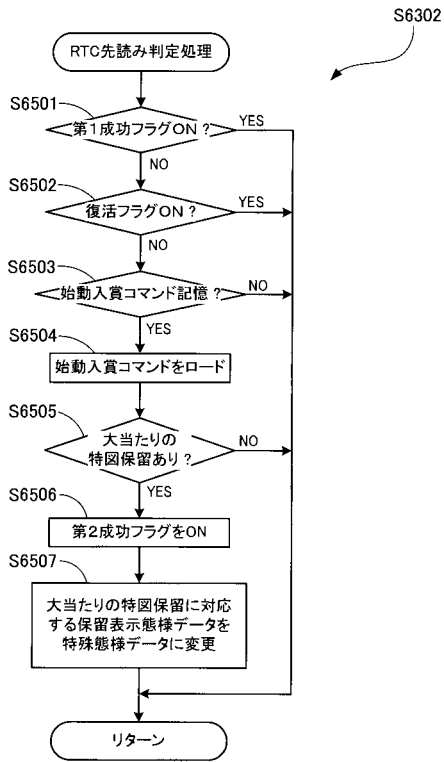 S6302
RTC先読み判定処理
S6501
第1成功フラグON?
YES
NO
S6502
復活フラグON?
YES
NO
S6503
始動入賞コマンド記憶?
NO
YES
S6504
始動入賞コマンドをロード
S6505
大当たりの
特図保留あり?
NO
YES
S6506
第2成功フラグをON
S6507
大当たりの特図保留に対応
する保留表示態様データを
特殊態様データに変更
リターン